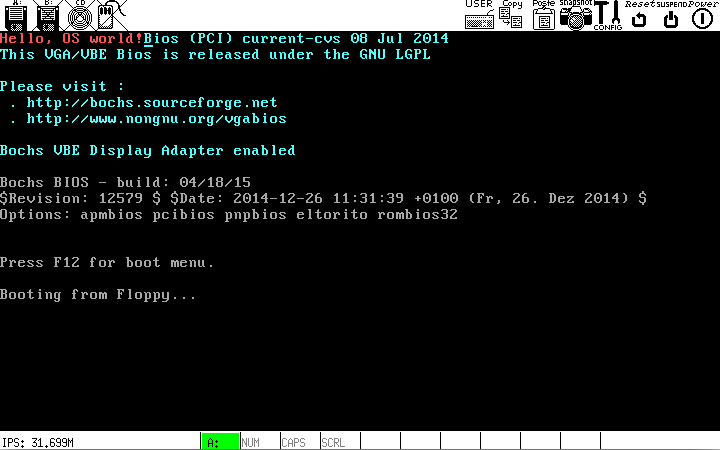 A: B: CD USER Copy Paste snapshot CONFIG Reset SUSPEND Power
Hello, OS world!Bios (PCI) current-cvs 08 Jul 2014
This VGA/VBE Bios is released under the GNU LGPL
Please visit :
. http://bochs.sourceforge.net
. http://www.nongnu.org/vgabios
Bochs VBE Display Adapter enabled
Bochs BIOS - build: 04/18/15
$Revision: 12579 $ $Date: 2014-12-26 11:31:39 +0100 (Fr, 26. Dez 2014) $
Options: apmbios pcibios pnpbios eltorito rombios32
Press F12 for boot menu.
Booting from Floppy...
IPS: 31.699M A: NUM CAPS SCRL